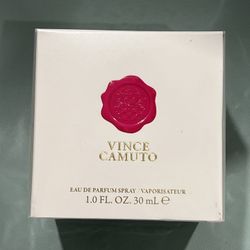 VINCE
CAMUTO
EAU DE PARFUM SPRAY / VAPORISATEUR
1.0 FL. OZ. 30 mL ℮